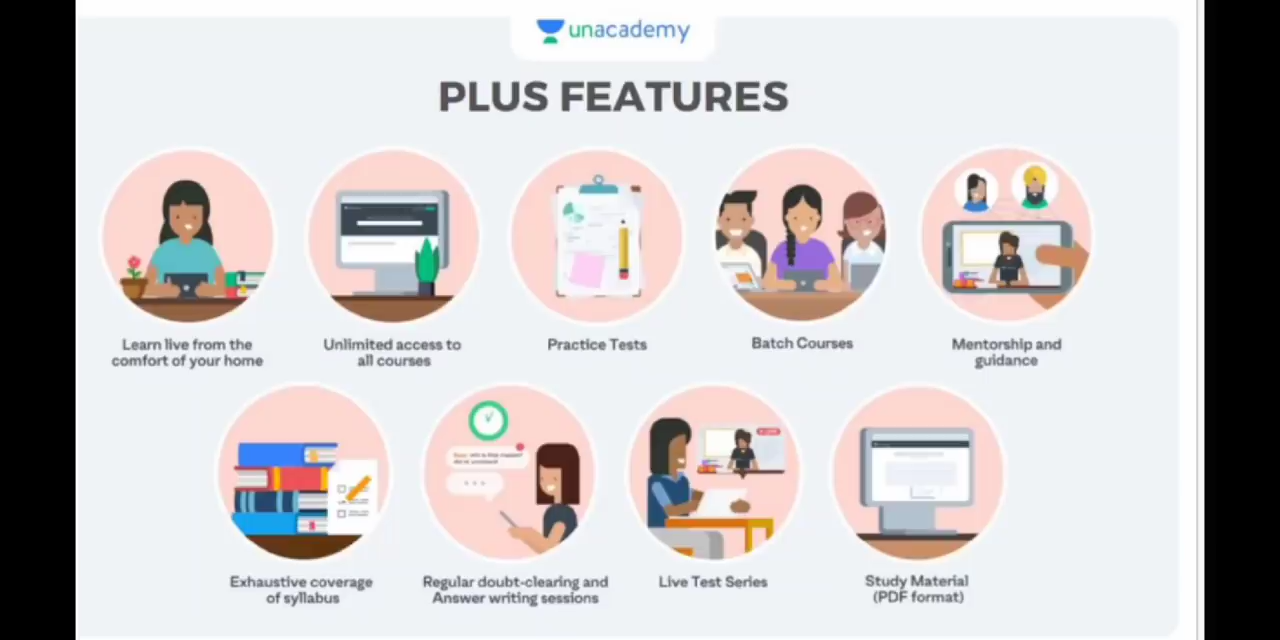 unacademy
PLUS FEATURES
Learn live from the
comfort of your home
Unlimited access to
all courses
Practice Tests
Batch Courses
Mentorship and
guidance
Exhaustive coverage
of syllabus
Regular doubt-clearing and
Answer writing sessions
Live Test Series
Study Material
(PDF format)